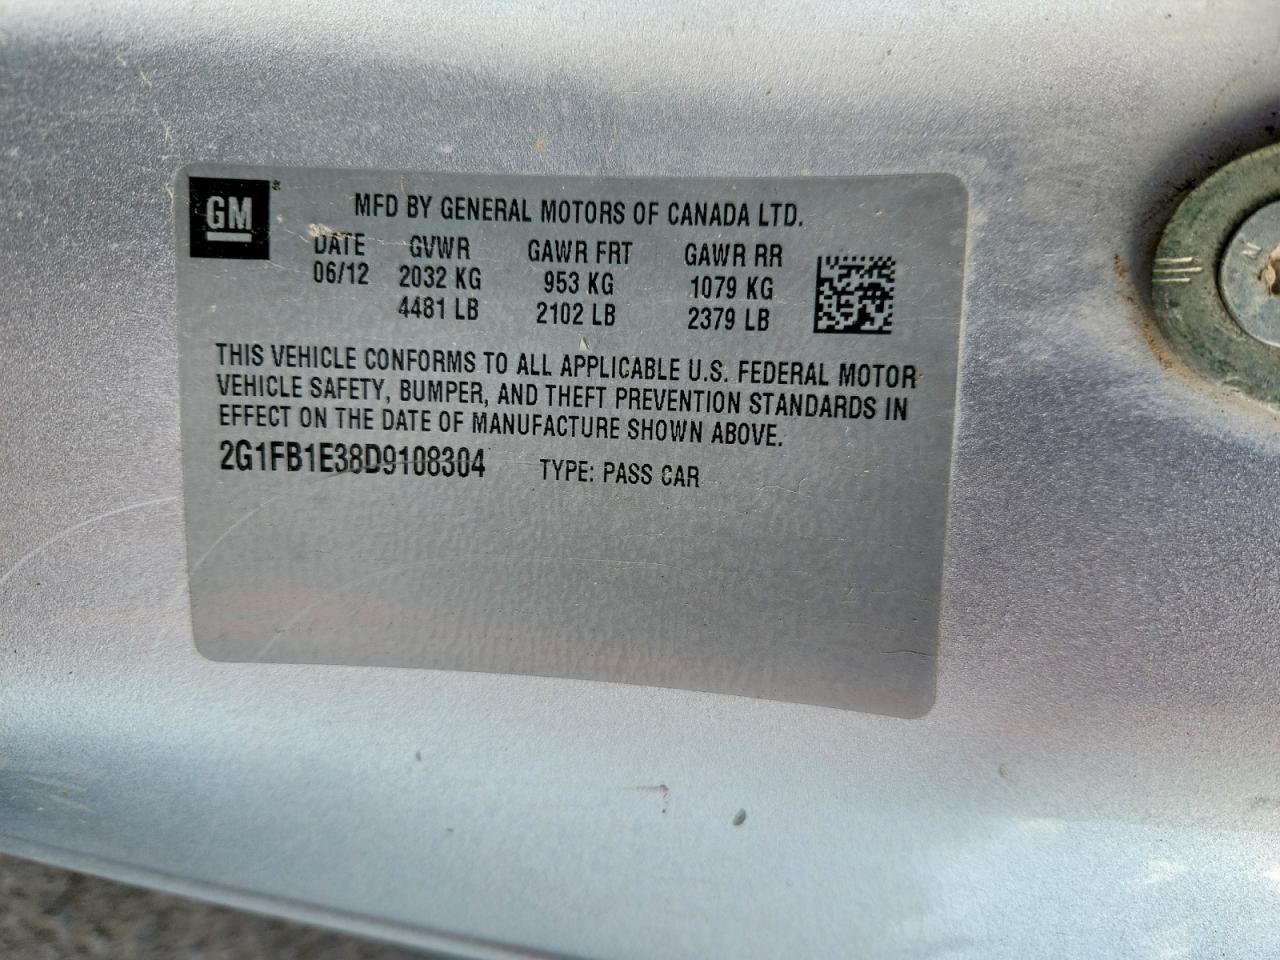 GM
MFD BY GENERAL MOTORS OF CANADA LTD.
DATE GVWR GAWR FRT GAWR RR
06/12 2032 KG 953 KG 1079 KG
4481 LB 2102 LB 2379 LB
THIS VEHICLE CONFORMS TO ALL APPLICABLE U.S. FEDERAL MOTOR
VEHICLE SAFETY, BUMPER, AND THEFT PREVENTION STANDARDS IN
EFFECT ON THE DATE OF MANUFACTURE SHOWN ABOVE.
2G1FB1E38D9108304 TYPE: PASS CAR